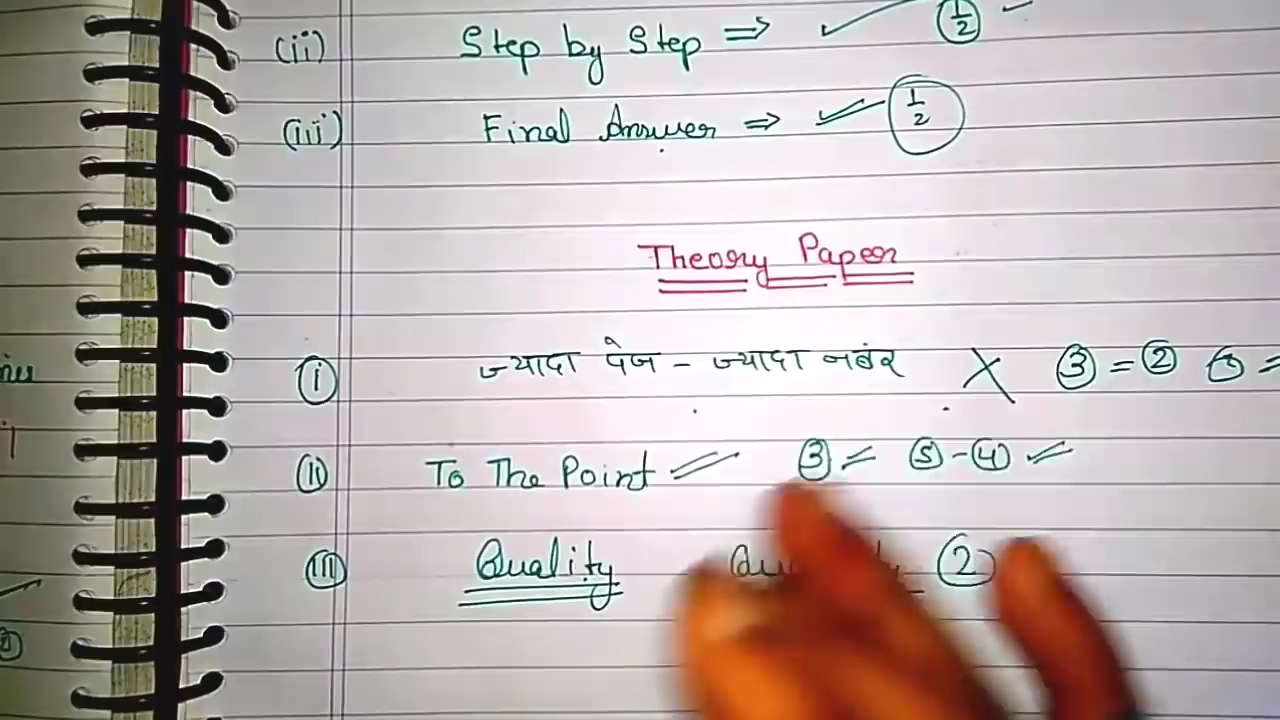 (ii) Step by Step ⇒ ✓ 1/2
(iii) Final Answer ⇒ ✓ 1/2
Theory Paper
(i) ज्यादा पेज - ज्यादा नबंर X 3 = 2
(ii) To The Point 3 = 5 - 4
(iii) Quality 2